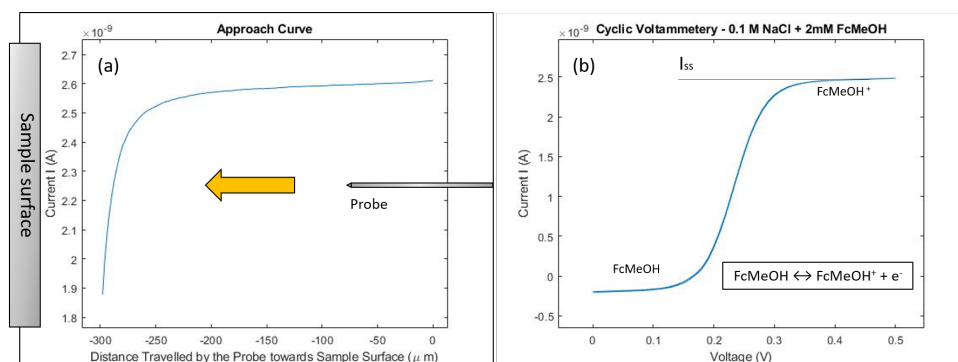 Approach Curve
×10⁻⁹
(a)
2.7
2.6
2.5
2.4
2.3
2.2
2.1
2
1.9
1.8
Current I (A)
Sample surface
Probe
-300
-250
-200
-150
-100
-50
0
Distance Travelled by the Probe towards Sample Surface (μ m)
×10⁻⁹ Cyclic Voltammetery - 0.1 M NaCl + 2mM FcMeOH
(b)
Iₛₛ
FcMeOH⁺
2.5
2
1.5
1
0.5
0
-0.5
Current I (A)
FcMeOH
FcMeOH ↔ FcMeOH⁺ + e⁻
0
0.1
0.2
0.3
0.4
0.5
Voltage (V)